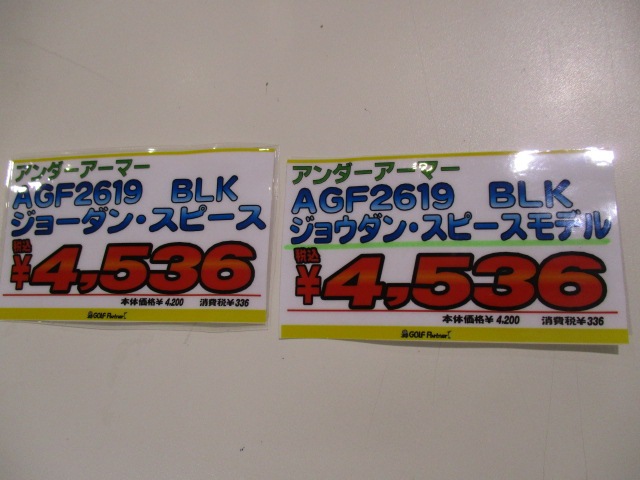 アンダーアーマー
AGF2619 BLK
ジョーダン・スピース
税込
¥4,536
本体価格¥4,200 消費税¥336
GOLF Partner
アンダーアーマー
AGF2619 BLK
ジョウダン・スピースモデル
税込
¥4,536
本体価格¥4,200 消費税¥336
GOLF Partner